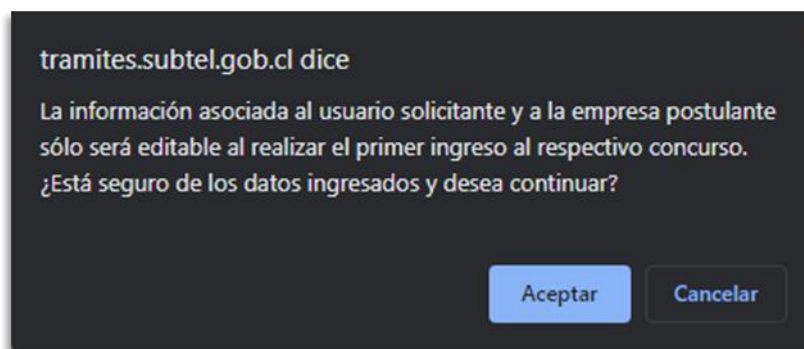 tramites.subtel.gob.cl dice
La información asociada al usuario solicitante y a la empresa postulante
sólo será editable al realizar el primer ingreso al respectivo concurso.
¿Está seguro de los datos ingresados y desea continuar?
Aceptar
Cancelar